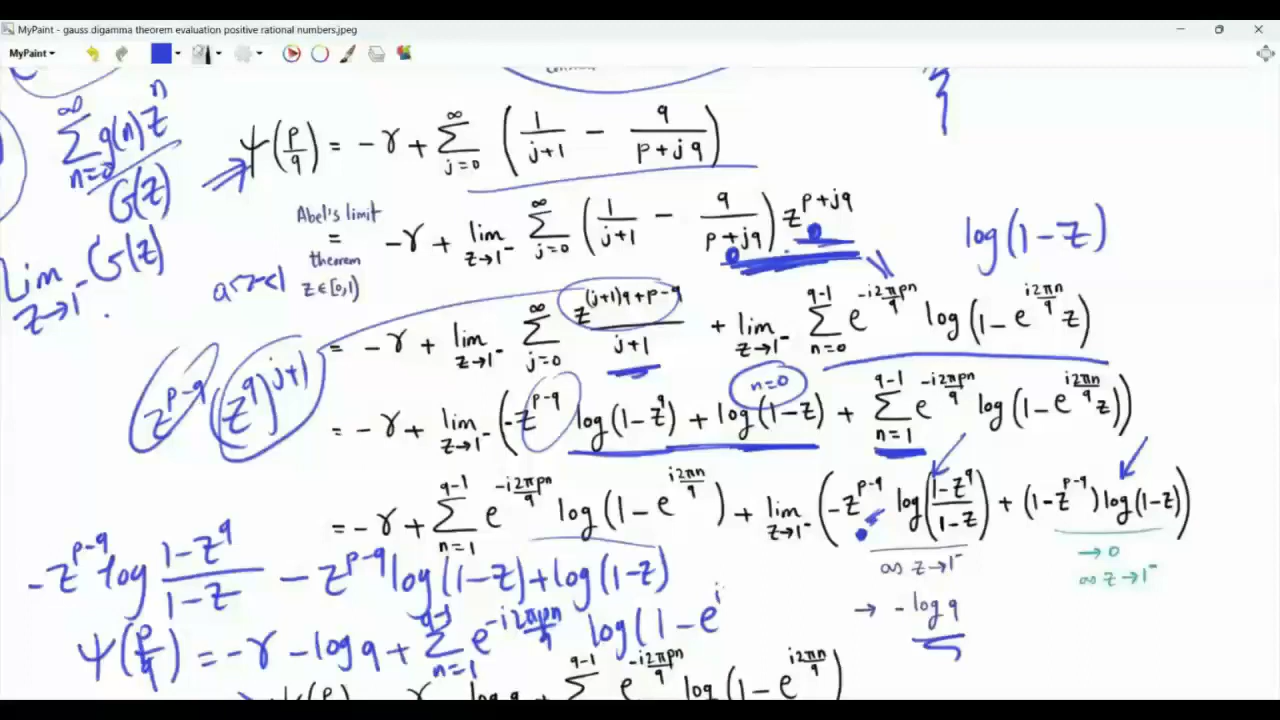 MyPaint - gauss digamma theorem evaluation positive rational numbers.jpeg
MyPaint
∑_{n=0}^{∞} g(n) z^n
G(z)
lim_{z→1^-} G(z)
ψ(p/q) = -γ + ∑_{j=0}^{∞} (1/(j+1) - q/(p+jq))
Abel's limit
=
theorem
z∈[0,1)
-γ + lim_{z→1^-} ∑_{j=0}^{∞} (1/(j+1) - q/(p+jq)) z^{p+jq}
log(1-z)
= -γ + lim_{z→1^-} ∑_{j=0}^{∞} z^{(j+1)q+p-q}/(j+1) + lim_{z→1^-} ∑_{n=0}^{q-1} e^{-i2πpn/q} log(1 - e^{i2πn/q} z)
z^{p-q} (z^q)^{j+1}
n=0
= -γ + lim_{z→1^-} (-z^{p-q} log(1-z^q) + log(1-z) + ∑_{n=1}^{q-1} e^{-i2πpn/q} log(1 - e^{i2πn/q} z))
= -γ + ∑_{n=1}^{q-1} e^{-i2πpn/q} log(1 - e^{i2πn/q}) + lim_{z→1^-} (-z^{p-q} log((1-z^q)/(1-z)) + (1-z^{p-q}) log(1-z))
as z→1^-
→ -log q
→ 0
as z→1^-
-z^{p-q} log (1-z^q)/(1-z) - z^{p-q} log(1-z) + log(1-z)
ψ(p/q) = -γ - log q + ∑_{n=1}^{q-1} e^{-i2πpn/q} log(1 - e^i
∑^{q-1} e^{-i2πpn/q} log(1 - e^{i2πn/q})